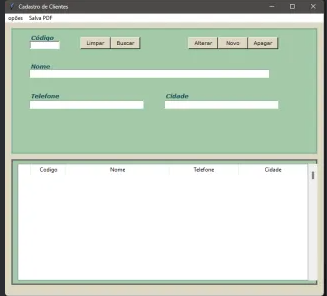 Cadastro de Clientes
opções Salva PDF
Código
Limpar Buscar Alterar Novo Apagar
Nome
Telefone Cidade
Codigo Nome Telefone Cidade